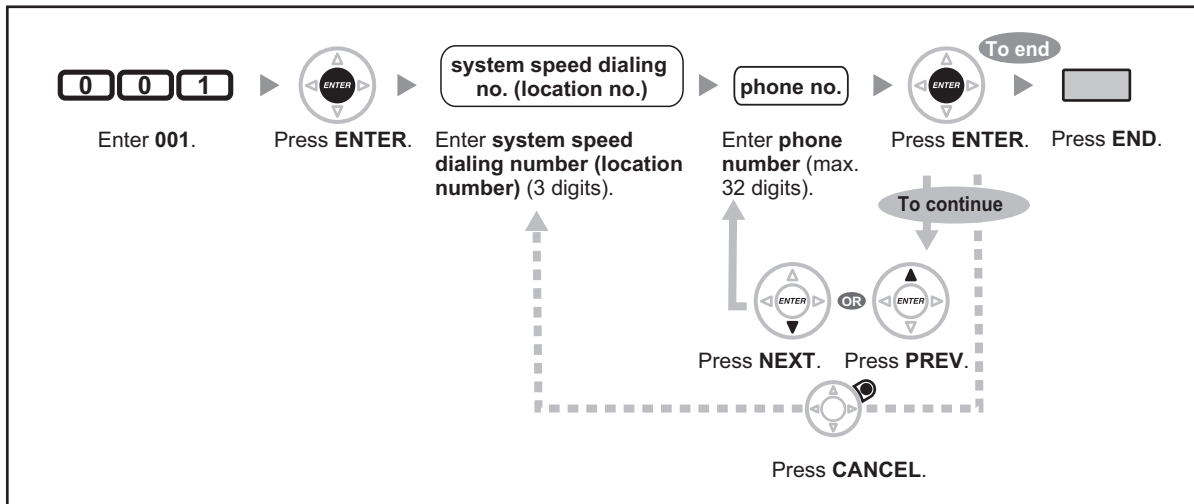 To end
0 0 1
ENTER
system speed dialing
no. (location no.)
phone no.
ENTER
Enter 001.
Press ENTER.
Enter system speed
dialing number (location
number) (3 digits).
Enter phone
number (max.
32 digits).
Press ENTER.
Press END.
To continue
ENTER
OR
ENTER
Press NEXT.
Press PREV.
Press CANCEL.